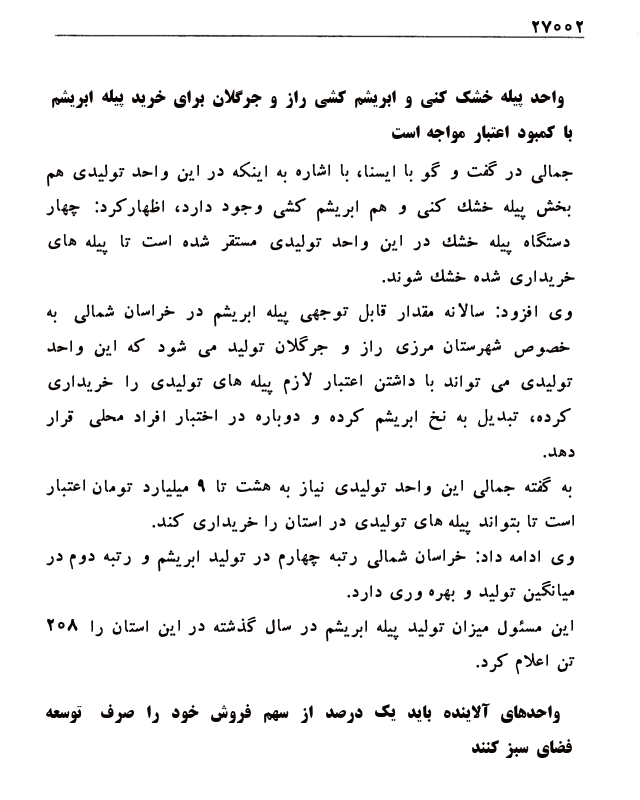 ۲۷۰۰۲
واحد پیله خشک کنی و ابریشم کشی راز و جرگلان برای خرید پیله ابریشم
با کمبود اعتبار مواجه است
جمالی در گفت و گو با ایسنا، با اشاره به اینکه در این واحد تولیدی هم
بخش پیله خشك کنی و هم ابریشم کشی وجود دارد، اظهارکرد: چهار
دستگاه پیله خشك در این واحد تولیدی مستقر شده است تا پیله های
خریداری شده خشك شوند.
وی افزود: سالانه مقدار قابل توجهی پیله ابریشم در خراسان شمالی به
خصوص شهرستان مرزی راز و جرگلان تولید می شود که این واحد
تولیدی می تواند با داشتن اعتبار لازم پیله های تولیدی را خریداری
کرده، تبدیل به نخ ابریشم کرده و دوباره در اختبار افراد محلی قرار
دهد.
به گفته جمالی این واحد تولیدی نیاز به هشت تا ۹ میلیارد تومان اعتبار
است تا بتواند پیله های تولیدی در استان را خریداری کند.
وی ادامه داد: خراسان شمالی رتبه چهارم در تولید ابریشم و رتبه دوم در
میانگین تولید و بهره وری دارد.
این مسئول میزان تولید پیله ابریشم در سال گذشته در این استان را ۲۰۸
تن اعلام کرد.
واحدهای آلاینده باید یک درصد از سهم فروش خود را صرف توسعه
فضای سبز کنند